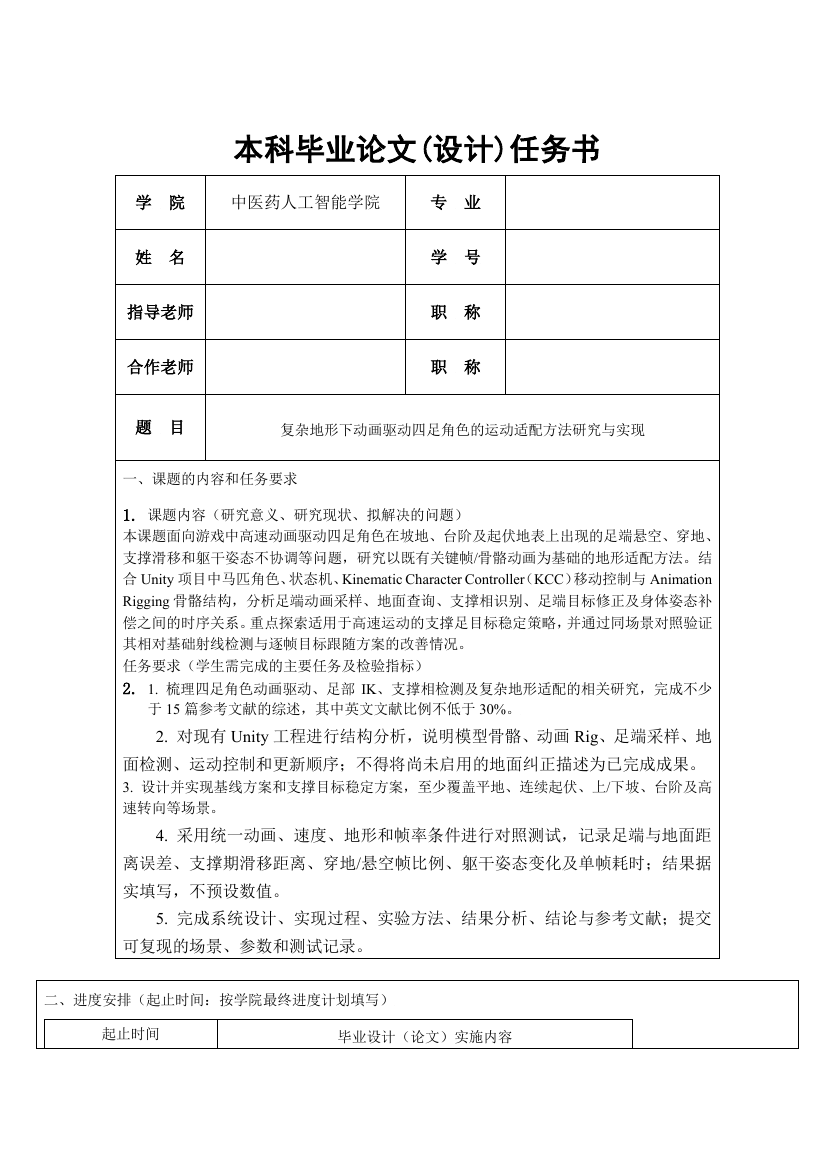 本科毕业论文(设计)任务书
学 院 中医药人工智能学院 专 业
姓 名 学 号
指导老师 职 称
合作老师 职 称
题 目 复杂地形下动画驱动四足角色的运动适配方法研究与实现
一、课题的内容和任务要求
1. 课题内容（研究意义、研究现状、拟解决的问题）
本课题面向游戏中高速动画驱动四足角色在坡地、台阶及起伏地表上出现的足端悬空、穿地、
支撑滑移和躯干姿态不协调等问题，研究以既有关键帧/骨骼动画为基础的地形适配方法。结
合 Unity 项目中马匹角色、状态机、Kinematic Character Controller（KCC）移动控制与 Animation
Rigging 骨骼结构，分析足端动画采样、地面查询、支撑相识别、足端目标修正及身体姿态补
偿之间的时序关系。重点探索适用于高速运动的支撑足目标稳定策略，并通过同场景对照验证
其相对基础射线检测与逐帧目标跟随方案的改善情况。
任务要求（学生需完成的主要任务及检验指标）
2. 1. 梳理四足角色动画驱动、足部 IK、支撑相检测及复杂地形适配的相关研究，完成不少
于 15 篇参考文献的综述，其中英文文献比例不低于 30%。
2. 对现有 Unity 工程进行结构分析，说明模型骨骼、动画 Rig、足端采样、地
面检测、运动控制和更新顺序；不得将尚未启用的地面纠正描述为已完成成果。
3. 设计并实现基线方案和支撑目标稳定方案，至少覆盖平地、连续起伏、上/下坡、台阶及高
速转向等场景。
4. 采用统一动画、速度、地形和帧率条件进行对照测试，记录足端与地面距
离误差、支撑期滑移距离、穿地/悬空帧比例、躯干姿态变化及单帧耗时；结果据
实填写，不预设数值。
5. 完成系统设计、实现过程、实验方法、结果分析、结论与参考文献；提交
可复现的场景、参数和测试记录。
二、进度安排（起止时间：按学院最终进度计划填写）
起止时间 毕业设计（论文）实施内容